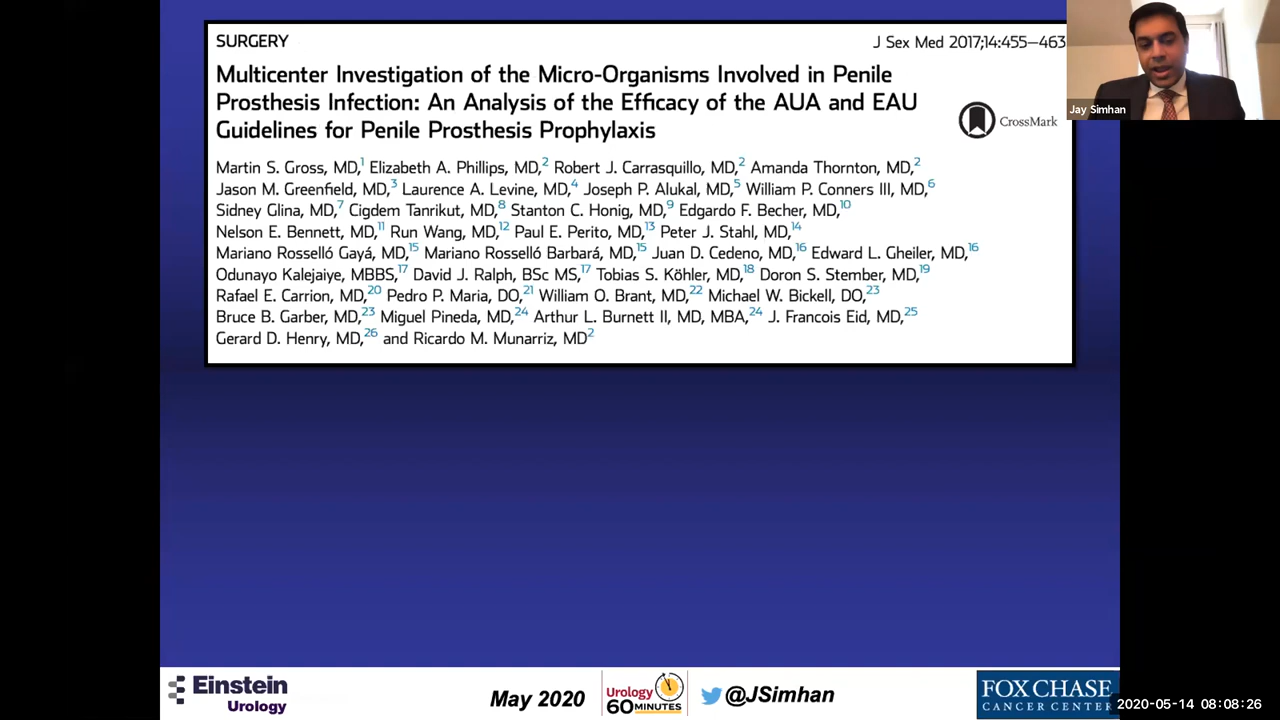 SURGERY
J Sex Med 2017;14:455–463
Multicenter Investigation of the Micro-Organisms Involved in Penile
Prosthesis Infection: An Analysis of the Efficacy of the AUA and EAU
Guidelines for Penile Prosthesis Prophylaxis
CrossMark
Martin S. Gross, MD,1 Elizabeth A. Phillips, MD,2 Robert J. Carrasquillo, MD,2 Amanda Thornton, MD,2
Jason M. Greenfield, MD,3 Laurence A. Levine, MD,4 Joseph P. Alukal, MD,5 William P. Conners III, MD,6
Sidney Glina, MD,7 Cigdem Tanrikut, MD,8 Stanton C. Honig, MD,9 Edgardo F. Becher, MD,10
Nelson E. Bennett, MD,11 Run Wang, MD,12 Paul E. Perito, MD,13 Peter J. Stahl, MD,14
Mariano Rosselló Gayá, MD,15 Mariano Rosselló Barbará, MD,15 Juan D. Cedeno, MD,16 Edward L. Gheiler, MD,16
Odunayo Kalejaiye, MBBS,17 David J. Ralph, BSc MS,17 Tobias S. Köhler, MD,18 Doron S. Stember, MD,19
Rafael E. Carrion, MD,20 Pedro P. Maria, DO,21 William O. Brant, MD,22 Michael W. Bickell, DO,23
Bruce B. Garber, MD,23 Miguel Pineda, MD,24 Arthur L. Burnett II, MD, MBA,24 J. Francois Eid, MD,25
Gerard D. Henry, MD,26 and Ricardo M. Munarriz, MD2
Jay Simhan
Einstein
Urology
May 2020
Urology
60 MINUTES
@JSimhan
FOX CHASE
CANCER CENTER
2020-05-14 08:08:26